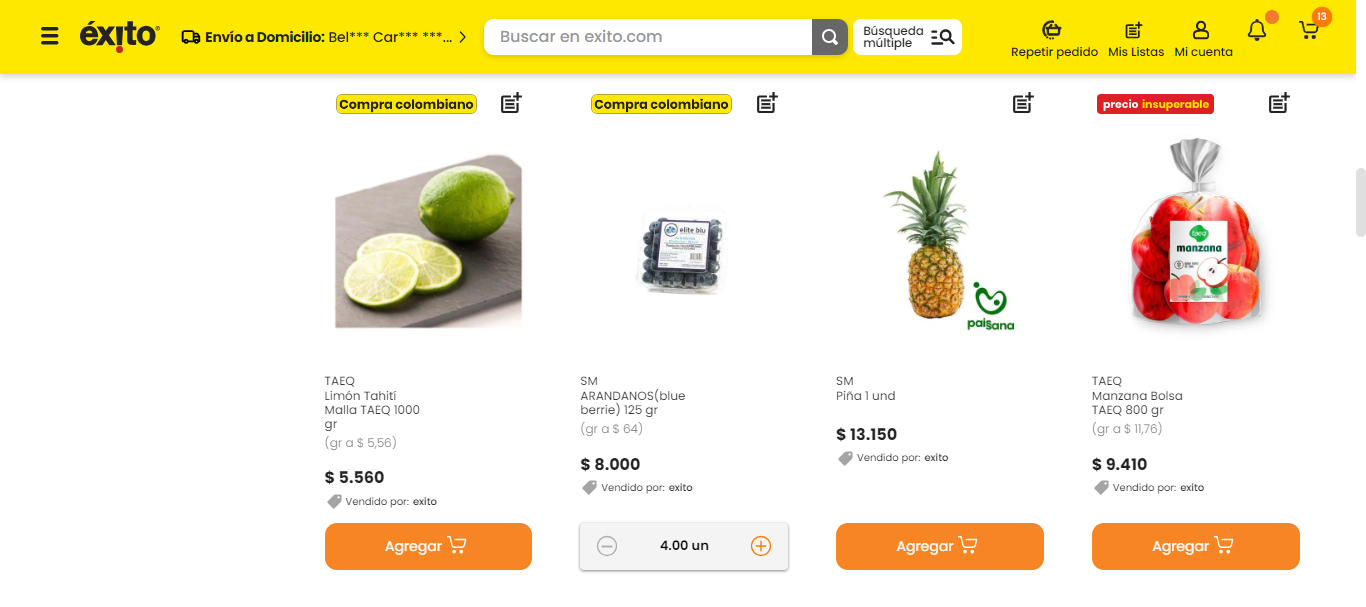 éxito
Envío a Domicilio: Bel*** Car*** ***...
Buscar en exito.com
Búsqueda
múltiple
Repetir pedido
Mis Listas
Mi cuenta
13
Compra colombiano
Compra colombiano
precio insuperable
elite blu
paissana
taeq
manzana
TAEQ
Limón Tahití
Malla TAEQ 1000
gr
(gr a $ 5,56)
$ 5.560
Vendido por: exito
Agregar
SM
ARANDANOS(blue
berrie) 125 gr
(gr a $ 64)
$ 8.000
Vendido por: exito
4.00 un
SM
Piña 1 und
$ 13.150
Vendido por: exito
Agregar
TAEQ
Manzana Bolsa
TAEQ 800 gr
(gr a $ 11,76)
$ 9.410
Vendido por: exito
Agregar